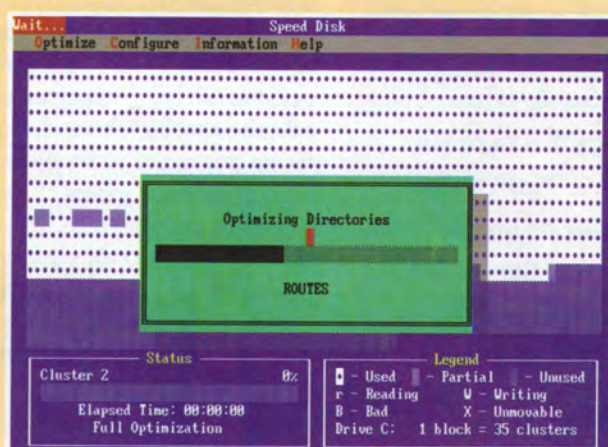 Wait... Speed Disk
Optimize Configure Information Help
Optimizing Directories
ROUTES
Status
Cluster 2 0%
Elapsed Time: 00:00:00
Full Optimization
Legend
• - Used - Partial - Unused
r - Reading W - Writing
B - Bad X - Unmovable
Drive C: 1 block = 35 clusters